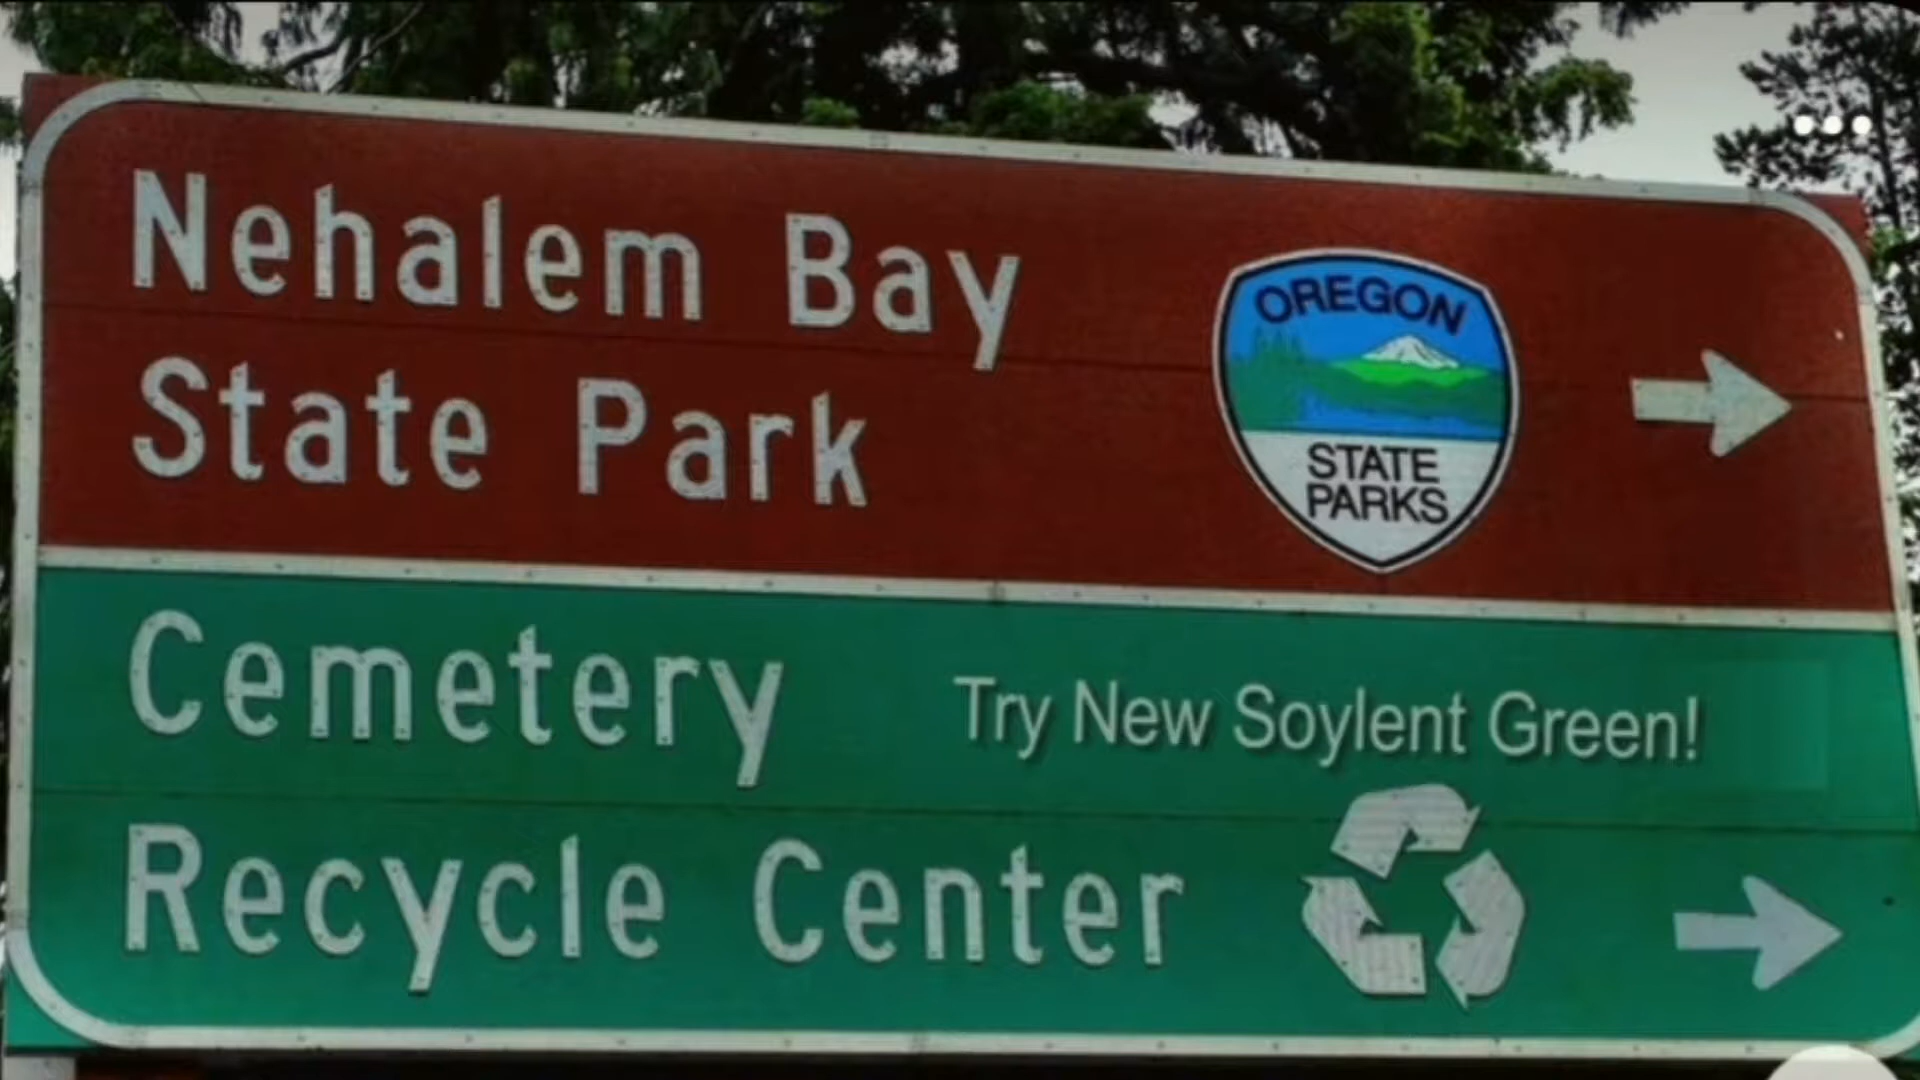 Nehalem Bay
State Park
OREGON
STATE
PARKS
Cemetery
Try New Soylent Green!
Recycle Center